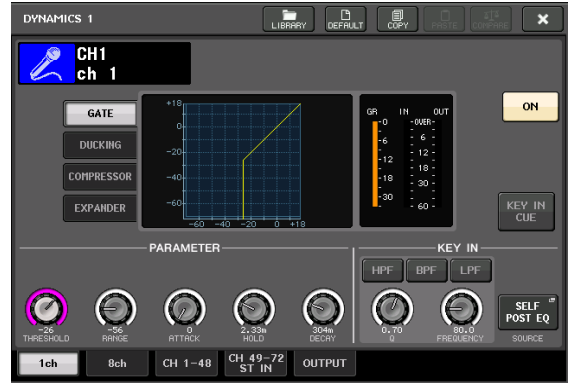 DYNAMICS 1
LIBRARY
DEFAULT
COPY
PASTE
COMPARE
CH1
ch 1
ON
GATE
DUCKING
COMPRESSOR
EXPANDER
+18
0
-20
-40
-60
-60 -40 -20 0 +18
GR IN OUT
-0 -OVER-
-6 - 6 -
-12 - 12 -
-18 - 18 -
- 30 -
-30
- 60 -
KEY IN
CUE
PARAMETER
KEY IN
HPF
BPF
LPF
-26
THRESHOLD
-56
RANGE
0
ATTACK
2.33m
HOLD
304m
DECAY
0.70
Q
80.0
FREQUENCY
SELF
POST EQ
SOURCE
1ch
8ch
CH 1-48
CH 49-72
ST IN
OUTPUT